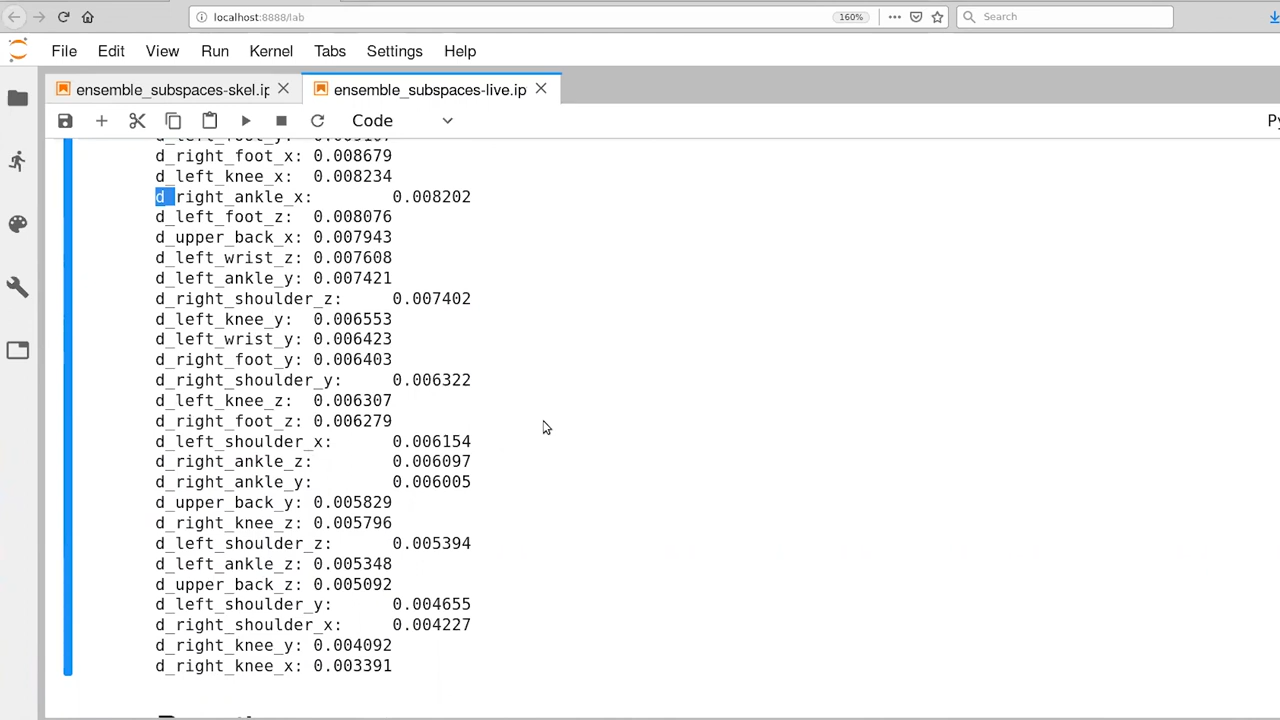 localhost:8888/lab
160%
Search
File Edit View Run Kernel Tabs Settings Help
ensemble_subspaces-skel.ip
ensemble_subspaces-live.ip
Code
d_right_foot_x: 0.008679
d_left_knee_x: 0.008234
d_right_ankle_x: 0.008202
d_left_foot_z: 0.008076
d_upper_back_x: 0.007943
d_left_wrist_z: 0.007608
d_left_ankle_y: 0.007421
d_right_shoulder_z: 0.007402
d_left_knee_y: 0.006553
d_left_wrist_y: 0.006423
d_right_foot_y: 0.006403
d_right_shoulder_y: 0.006322
d_left_knee_z: 0.006307
d_right_foot_z: 0.006279
d_left_shoulder_x: 0.006154
d_right_ankle_z: 0.006097
d_right_ankle_y: 0.006005
d_upper_back_y: 0.005829
d_right_knee_z: 0.005796
d_left_shoulder_z: 0.005394
d_left_ankle_z: 0.005348
d_upper_back_z: 0.005092
d_left_shoulder_y: 0.004655
d_right_shoulder_x: 0.004227
d_right_knee_y: 0.004092
d_right_knee_x: 0.003391